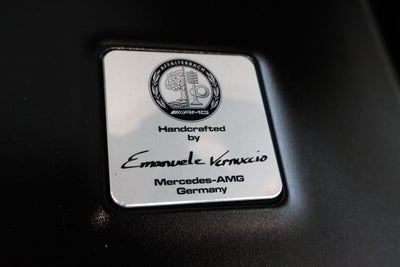 AFFALTERBACH
AMG
Handcrafted
by
Emanuele Vernuccio
Mercedes-AMG
Germany